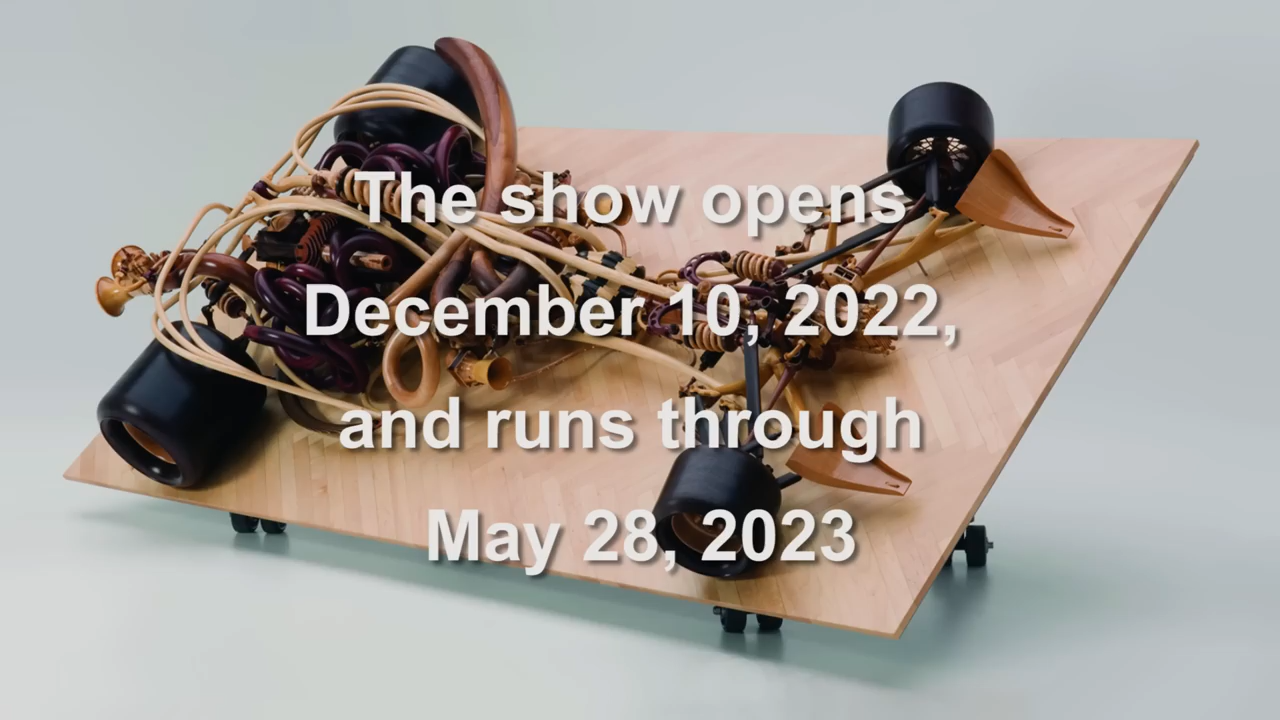 The show opens
December 10, 2022,
and runs through
May 28, 2023